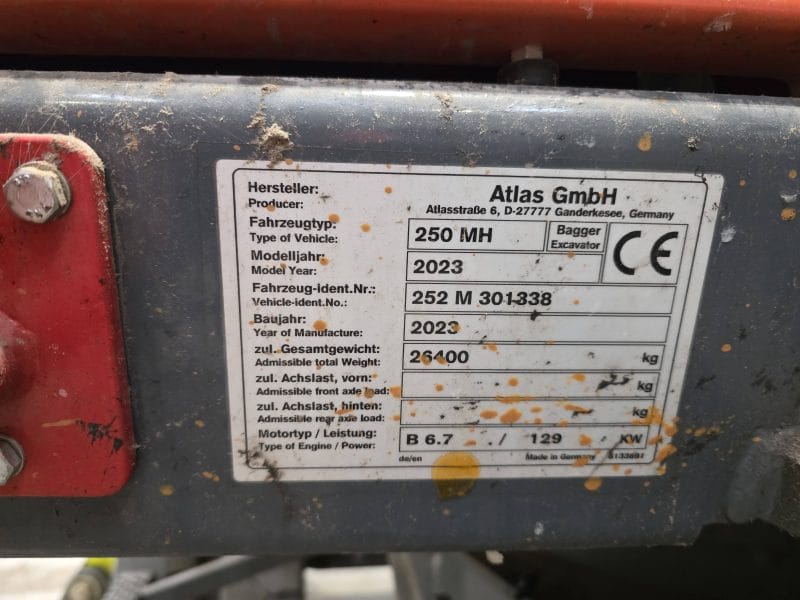 Hersteller:
Producer:
Atlas GmbH
Atlasstraße 6, D-27777 Ganderkesee, Germany
Fahrzeugtyp:
Type of Vehicle:
250 MH
Bagger
Excavator
CE
Modelljahr:
Model Year:
2023
Fahrzeug-ident.Nr.:
Vehicle-ident.No.:
252 M 301338
Baujahr:
Year of Manufacture:
2023
zul. Gesamtgewicht:
Admissible total Weight:
26400 kg
zul. Achslast, vorn:
Admissible front axle load:
kg
zul. Achslast, hinten:
Admissible rear axle load:
kg
Motortyp / Leistung:
Type of Engine / Power:
B 6.7 / 129 KW
de/en
Made in Germany